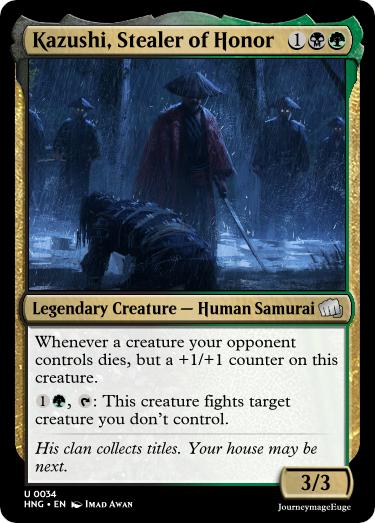 Kazushi, Stealer of Honor 1
Legendary Creature — Human Samurai
Whenever a creature your opponent
controls dies, but a +1/+1 counter on this
creature.
1, : This creature fights target
creature you don't control.
His clan collects titles. Your house may be
next.
3/3
U 0034
HNG • EN Imad Awan
JourneymageEuge